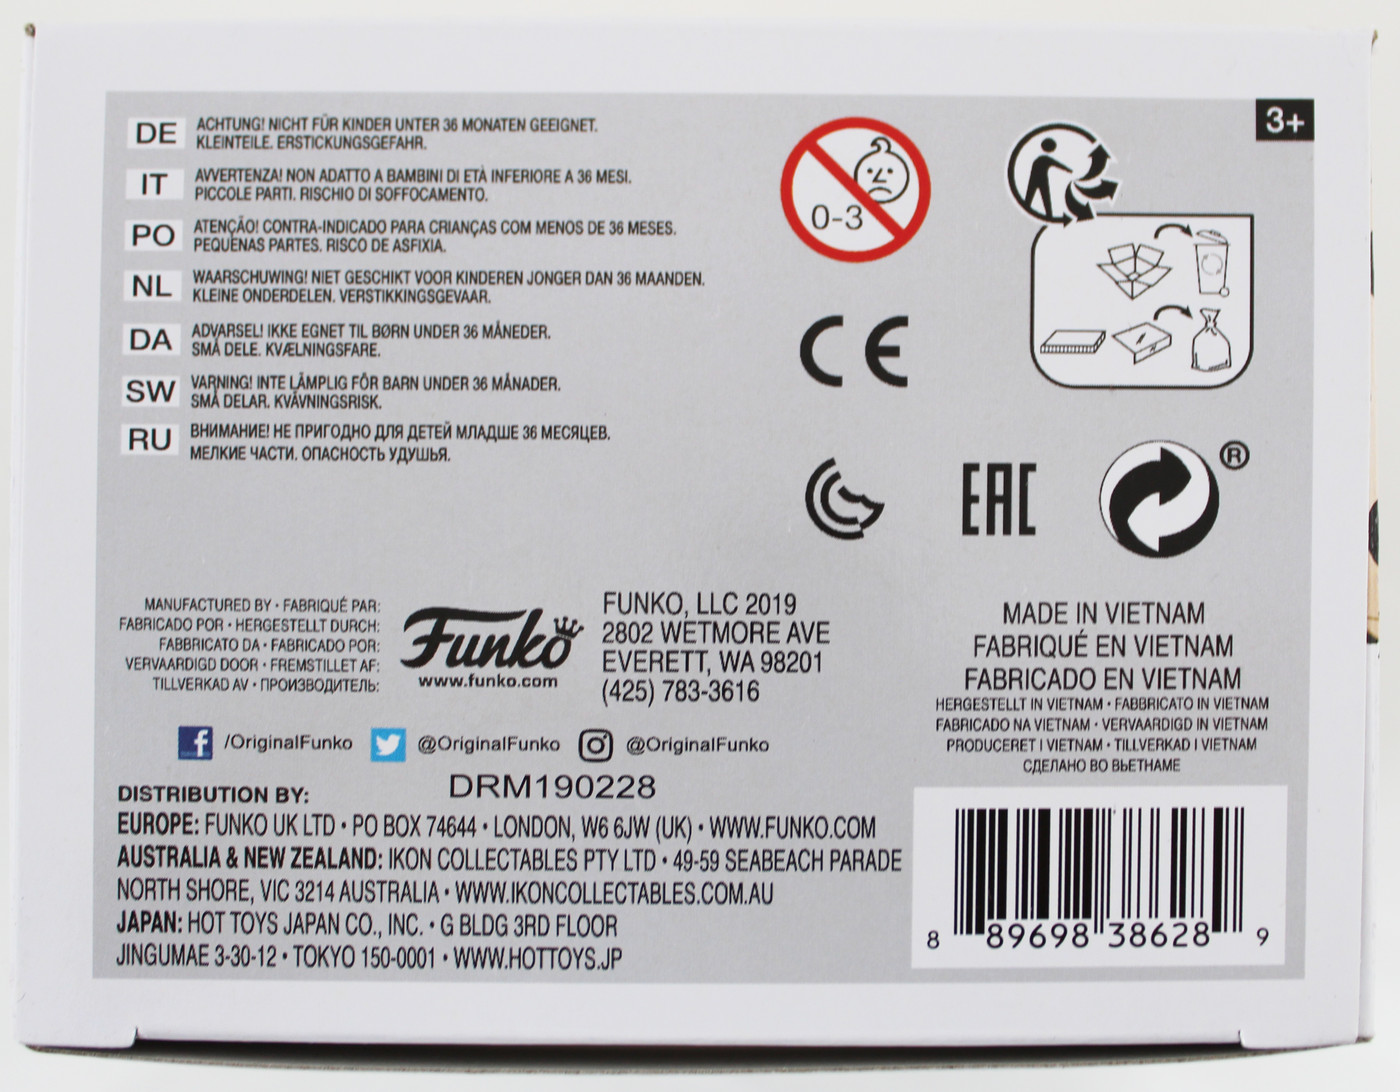 3+
DE ACHTUNG! NICHT FÜR KINDER UNTER 36 MONATEN GEEIGNET.
KLEINTEILE. ERSTICKUNGSGEFAHR.
IT AVVERTENZA! NON ADATTO A BAMBINI DI ETÀ INFERIORE A 36 MESI.
PICCOLE PARTI. RISCHIO DI SOFFOCAMENTO.
PO ATENÇÃO! CONTRA-INDICADO PARA CRIANÇAS COM MENOS DE 36 MESES.
PEQUENAS PARTES. RISCO DE ASFIXIA.
NL WAARSCHUWING! NIET GESCHIKT VOOR KINDEREN JONGER DAN 36 MAANDEN.
KLEINE ONDERDELEN. VERSTIKKINGSGEVAAR.
DA ADVARSEL! IKKE EGNET TIL BØRN UNDER 36 MÅNEDER.
SMÅ DELE. KVÆLNINGSFARE.
SW VARNING! INTE LÄMPLIG FÖR BARN UNDER 36 MÅNADER.
SMÅ DELAR. KVÄVNINGSRISK.
RU ВНИМАНИЕ! НЕ ПРИГОДНО ДЛЯ ДЕТЕЙ МЛАДШЕ 36 МЕСЯЦЕВ.
МЕЛКИЕ ЧАСТИ. ОПАСНОСТЬ УДУШЬЯ.
0-3
CE
EAC
®
MANUFACTURED BY · FABRIQUÉ PAR:
FABRICADO POR · HERGESTELLT DURCH:
FABBRICATO DA · FABRICADO POR:
VERVAARDIGD DOOR · FREMSTILLET AF:
TILLVERKAD AV · ПРОИЗВОДИТЕЛЬ:
Funko
www.funko.com
FUNKO, LLC 2019
2802 WETMORE AVE
EVERETT, WA 98201
(425) 783-3616
MADE IN VIETNAM
FABRIQUÉ EN VIETNAM
FABRICADO EN VIETNAM
HERGESTELLT IN VIETNAM · FABBRICATO IN VIETNAM
FABRICADO NA VIETNAM · VERVAARDIGD IN VIETNAM
PRODUCERET I VIETNAM · TILLVERKAD I VIETNAM
СДЕЛАНО ВО ВЬЕТНАМЕ
f /OriginalFunko @OriginalFunko @OriginalFunko
DRM190228
DISTRIBUTION BY:
EUROPE: FUNKO UK LTD • PO BOX 74644 • LONDON, W6 6JW (UK) • WWW.FUNKO.COM
AUSTRALIA & NEW ZEALAND: IKON COLLECTABLES PTY LTD • 49-59 SEABEACH PARADE
NORTH SHORE, VIC 3214 AUSTRALIA • WWW.IKONCOLLECTABLES.COM.AU
JAPAN: HOT TOYS JAPAN CO., INC. • G BLDG 3RD FLOOR
JINGUMAE 3-30-12 • TOKYO 150-0001 • WWW.HOTTOYS.JP
8 89698 38628 9